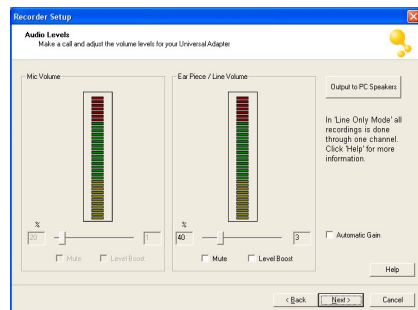 Recorder Setup
Audio Levels
Make a call and adjust the volume levels for your Universal Adapter
Mic Volume
Ear Piece / Line Volume
Output to PC Speakers
In 'Line Only Mode' all
recordings is done
through one channel.
Click 'Help' for more
information.
%
20
1
Mute
Level Boost
%
40
3
Mute
Level Boost
Automatic Gain
Help
< Back
Next >
Cancel